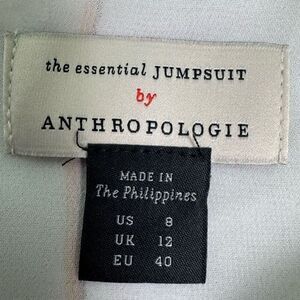 the essential JUMPSUIT
by
ANTHROPOLOGIE
MADE IN
The Philippines
US 8
UK 12
EU 40